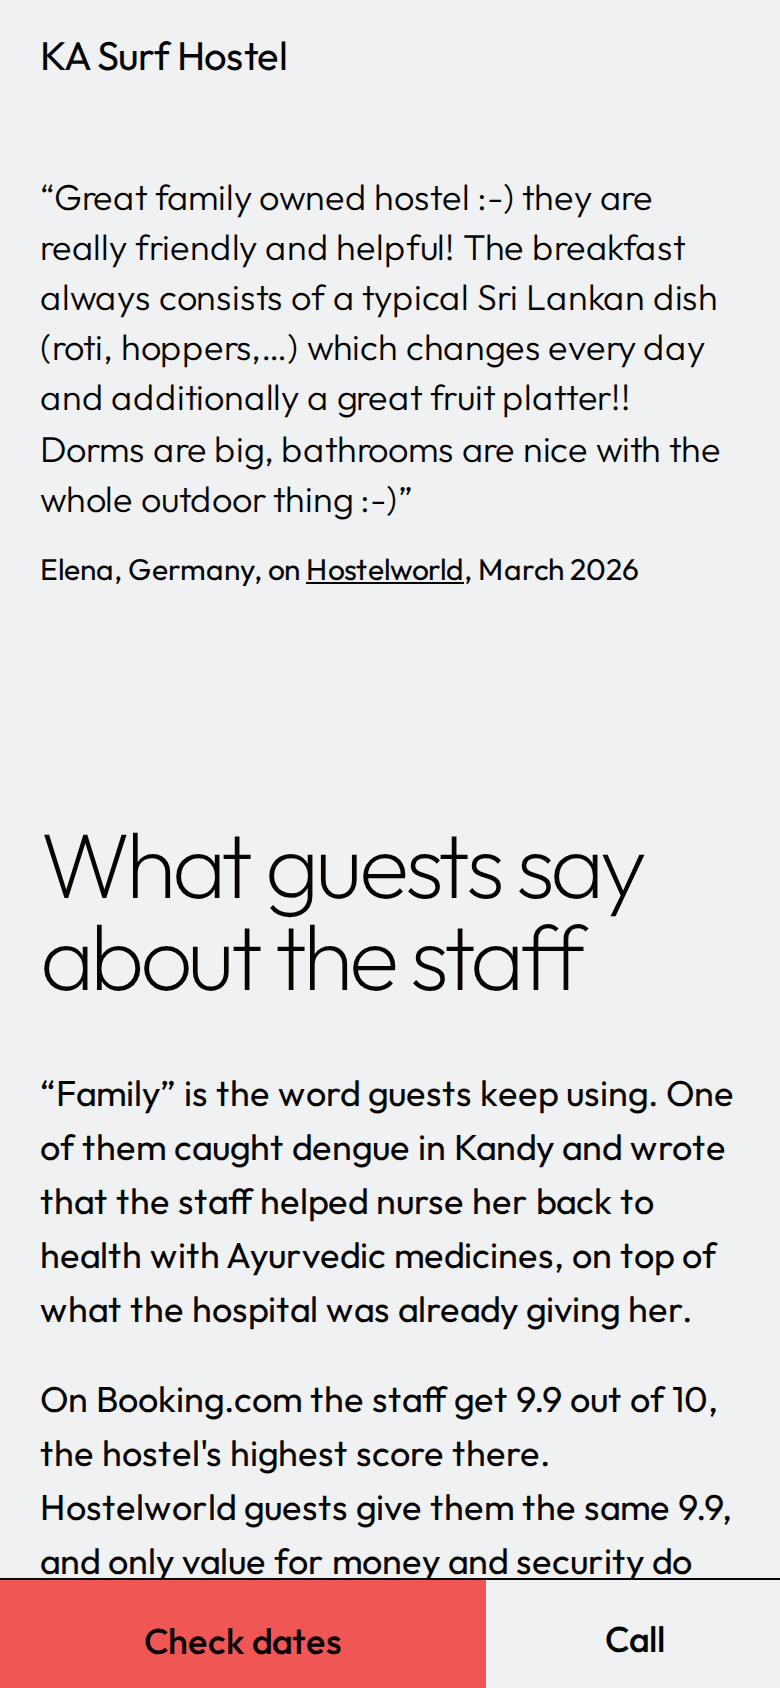 KA Surf Hostel
“Great family owned hostel :-) they are
really friendly and helpful! The breakfast
always consists of a typical Sri Lankan dish
(roti, hoppers,...) which changes every day
and additionally a great fruit platter!!
Dorms are big, bathrooms are nice with the
whole outdoor thing :-)”
Elena, Germany, on Hostelworld, March 2026
What guests say
about the staff
“Family” is the word guests keep using. One
of them caught dengue in Kandy and wrote
that the staff helped nurse her back to
health with Ayurvedic medicines, on top of
what the hospital was already giving her.
On Booking.com the staff get 9.9 out of 10,
the hostel's highest score there.
Hostelworld guests give them the same 9.9,
and only value for money and security do
Check dates
Call